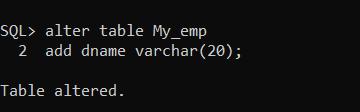 SQL> alter table My_emp
2 add dname varchar(20);
Table altered.